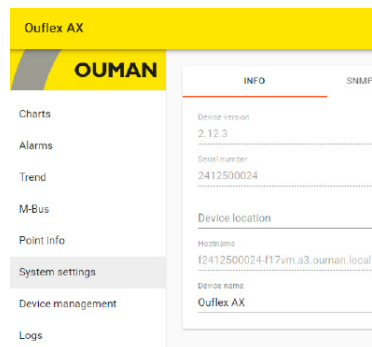 Ouflex AX
OUMAN
Charts
Alarms
Trend
M-Bus
Point info
System settings
Device management
Logs
INFO
SNMP
Device version
2.12.3
Serial number
2412500024
Device location
Hostname
f2412500024-f17vm.a3.ouman.local
Device name
Ouflex AX